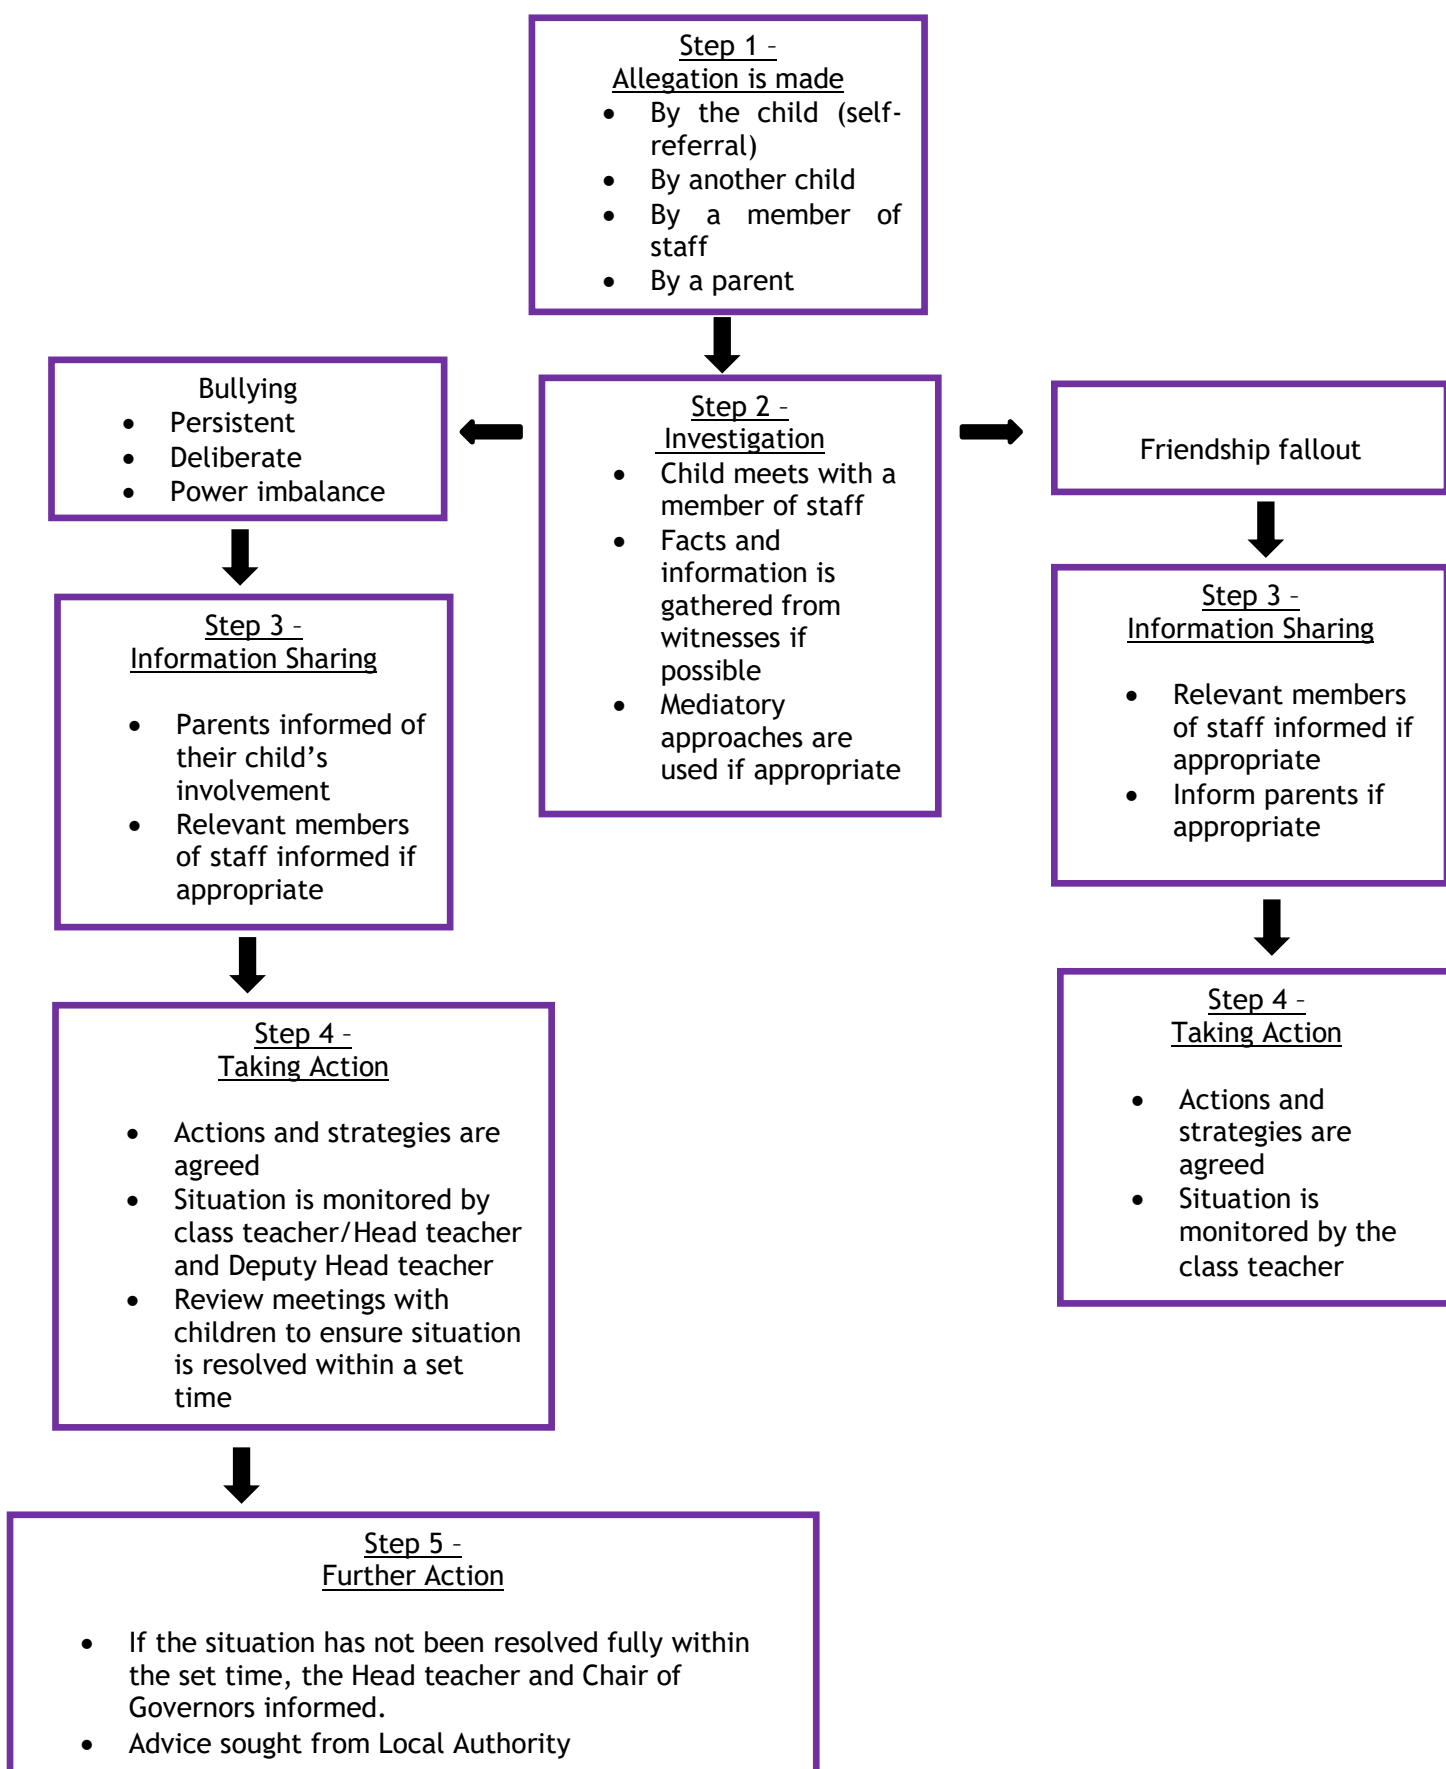 Step 1 –
Allegation is made
• By the child (self-
referral)
• By another child
• By a member of
staff
• By a parent
Bullying
• Persistent
• Deliberate
• Power imbalance
Step 2 –
Investigation
• Child meets with a
member of staff
• Facts and
information is
gathered from
witnesses if
possible
• Mediatory
approaches are
used if appropriate
Friendship fallout
Step 3 –
Information Sharing
• Parents informed of
their child’s
involvement
• Relevant members
of staff informed if
appropriate
Step 3 –
Information Sharing
• Relevant members
of staff informed if
appropriate
• Inform parents if
appropriate
Step 4 –
Taking Action
• Actions and strategies are
agreed
• Situation is monitored by
class teacher/Head teacher
and Deputy Head teacher
• Review meetings with
children to ensure situation
is resolved within a set
time
Step 4 –
Taking Action
• Actions and
strategies are
agreed
• Situation is
monitored by the
class teacher
Step 5 –
Further Action
• If the situation has not been resolved fully within
the set time, the Head teacher and Chair of
Governors informed.
• Advice sought from Local Authority